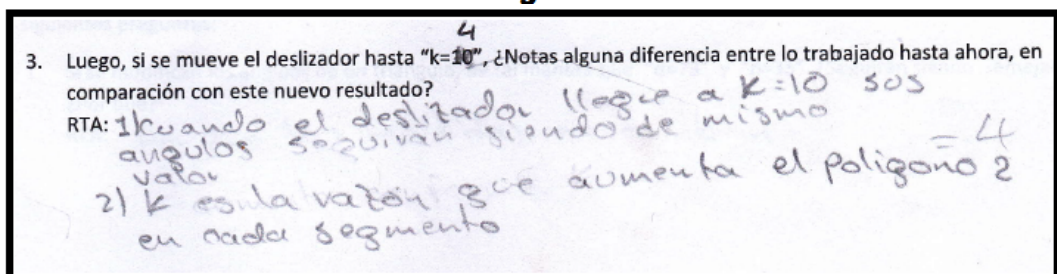 4
3. Luego, si se mueve el deslizador hasta "k=10", ¿Notas alguna diferencia entre lo trabajado hasta ahora, en
comparación con este nuevo resultado?
RTA: 1) Cuando el deslizador llegue a k=10 sos
angulos seguiran siendo de mismo
valor = 4
2) k es la razon que aumenta el poligono 2
en cada segmento